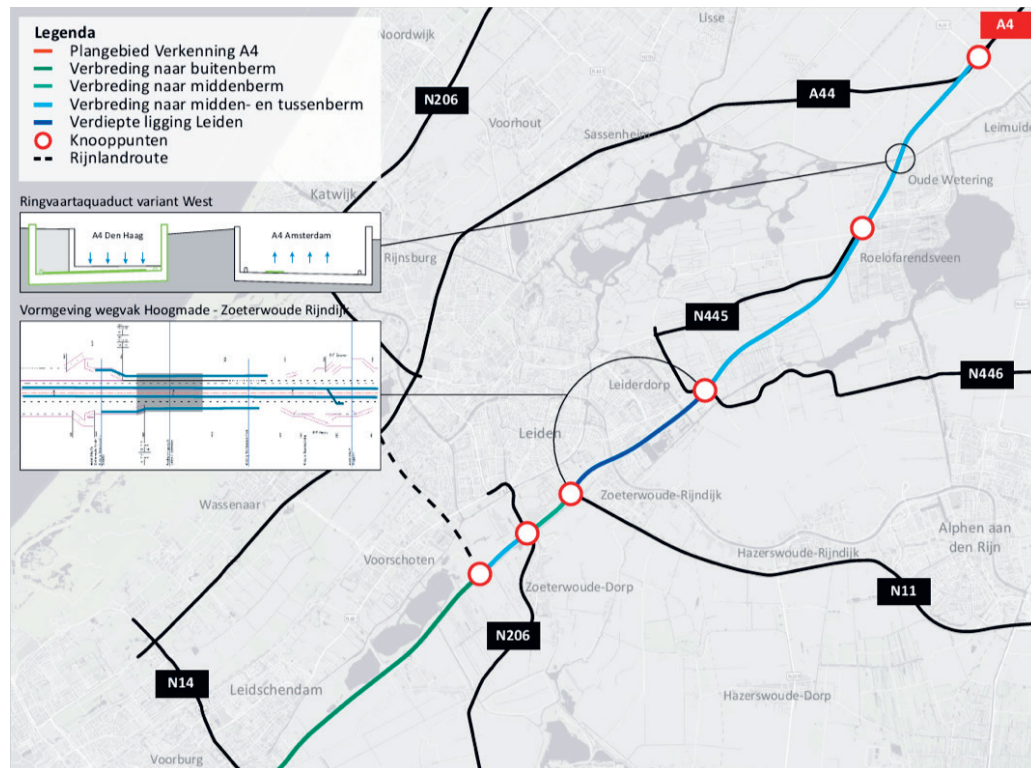 Legenda
Plangebied Verkenning A4
Verbreding naar buitenberm
Verbreding naar middenberm
Verbreding naar midden- en tussenberm
Verdiepte ligging Leiden
Knooppunten
Rijnlandroute
Ringvaartaquaduct variant West
A4 Den Haag
A4 Amsterdam
Vormgeving wegvak Hoogmade - Zoeterwoude Rijndijk
Lisse
A4
Noordwijk
N206
A44
Voorhout
Sassenheim
Leimuide
Oude Wetering
Katwijk
Rijnsburg
Roelofarendsveen
N445
N446
Leiderdorp
Leiden
Wassenaar
Zoeterwoude-Rijndijk
Alphen aan
den Rijn
Voorschoten
Hazerswoude-Rijndijk
Zoeterwoude-Dorp
N11
N206
N14
Leidschendam
Hazerswoude-Dorp
Voorburg